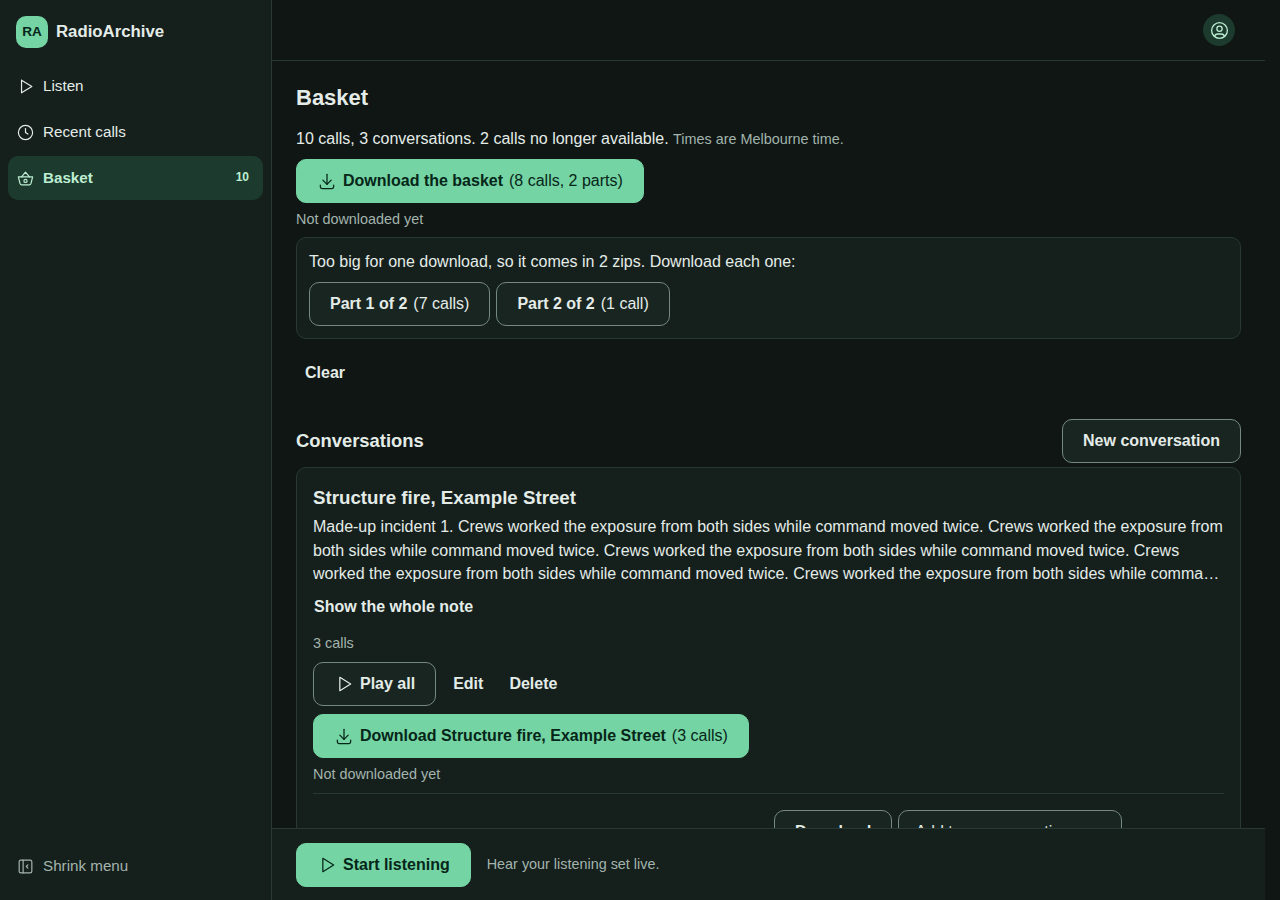 RA RadioArchive
Listen
Recent calls
Basket 10
Shrink menu
Basket
10 calls, 3 conversations. 2 calls no longer available. Times are Melbourne time.
Download the basket (8 calls, 2 parts)
Not downloaded yet
Too big for one download, so it comes in 2 zips. Download each one:
Part 1 of 2 (7 calls) Part 2 of 2 (1 call)
Clear
Conversations New conversation
Structure fire, Example Street
Made-up incident 1. Crews worked the exposure from both sides while command moved twice. Crews worked the exposure from
both sides while command moved twice. Crews worked the exposure from both sides while command moved twice. Crews
worked the exposure from both sides while command moved twice. Crews worked the exposure from both sides while comma…
Show the whole note
3 calls
Play all Edit Delete
Download Structure fire, Example Street (3 calls)
Not downloaded yet
Start listening Hear your listening set live.